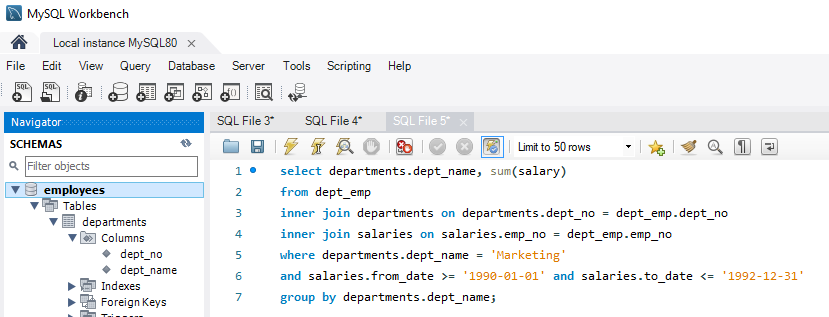 MySQL Workbench
Local instance MySQL80
File Edit View Query Database Server Tools Scripting Help
Navigator
SCHEMAS
Filter objects
employees
Tables
departments
Columns
dept_no
dept_name
Indexes
Foreign Keys
Triggers
SQL File 3* SQL File 4* SQL File 5*
Limit to 50 rows
1 select departments.dept_name, sum(salary)
2 from dept_emp
3 inner join departments on departments.dept_no = dept_emp.dept_no
4 inner join salaries on salaries.emp_no = dept_emp.emp_no
5 where departments.dept_name = 'Marketing'
6 and salaries.from_date >= '1990-01-01' and salaries.to_date <= '1992-12-31'
7 group by departments.dept_name;